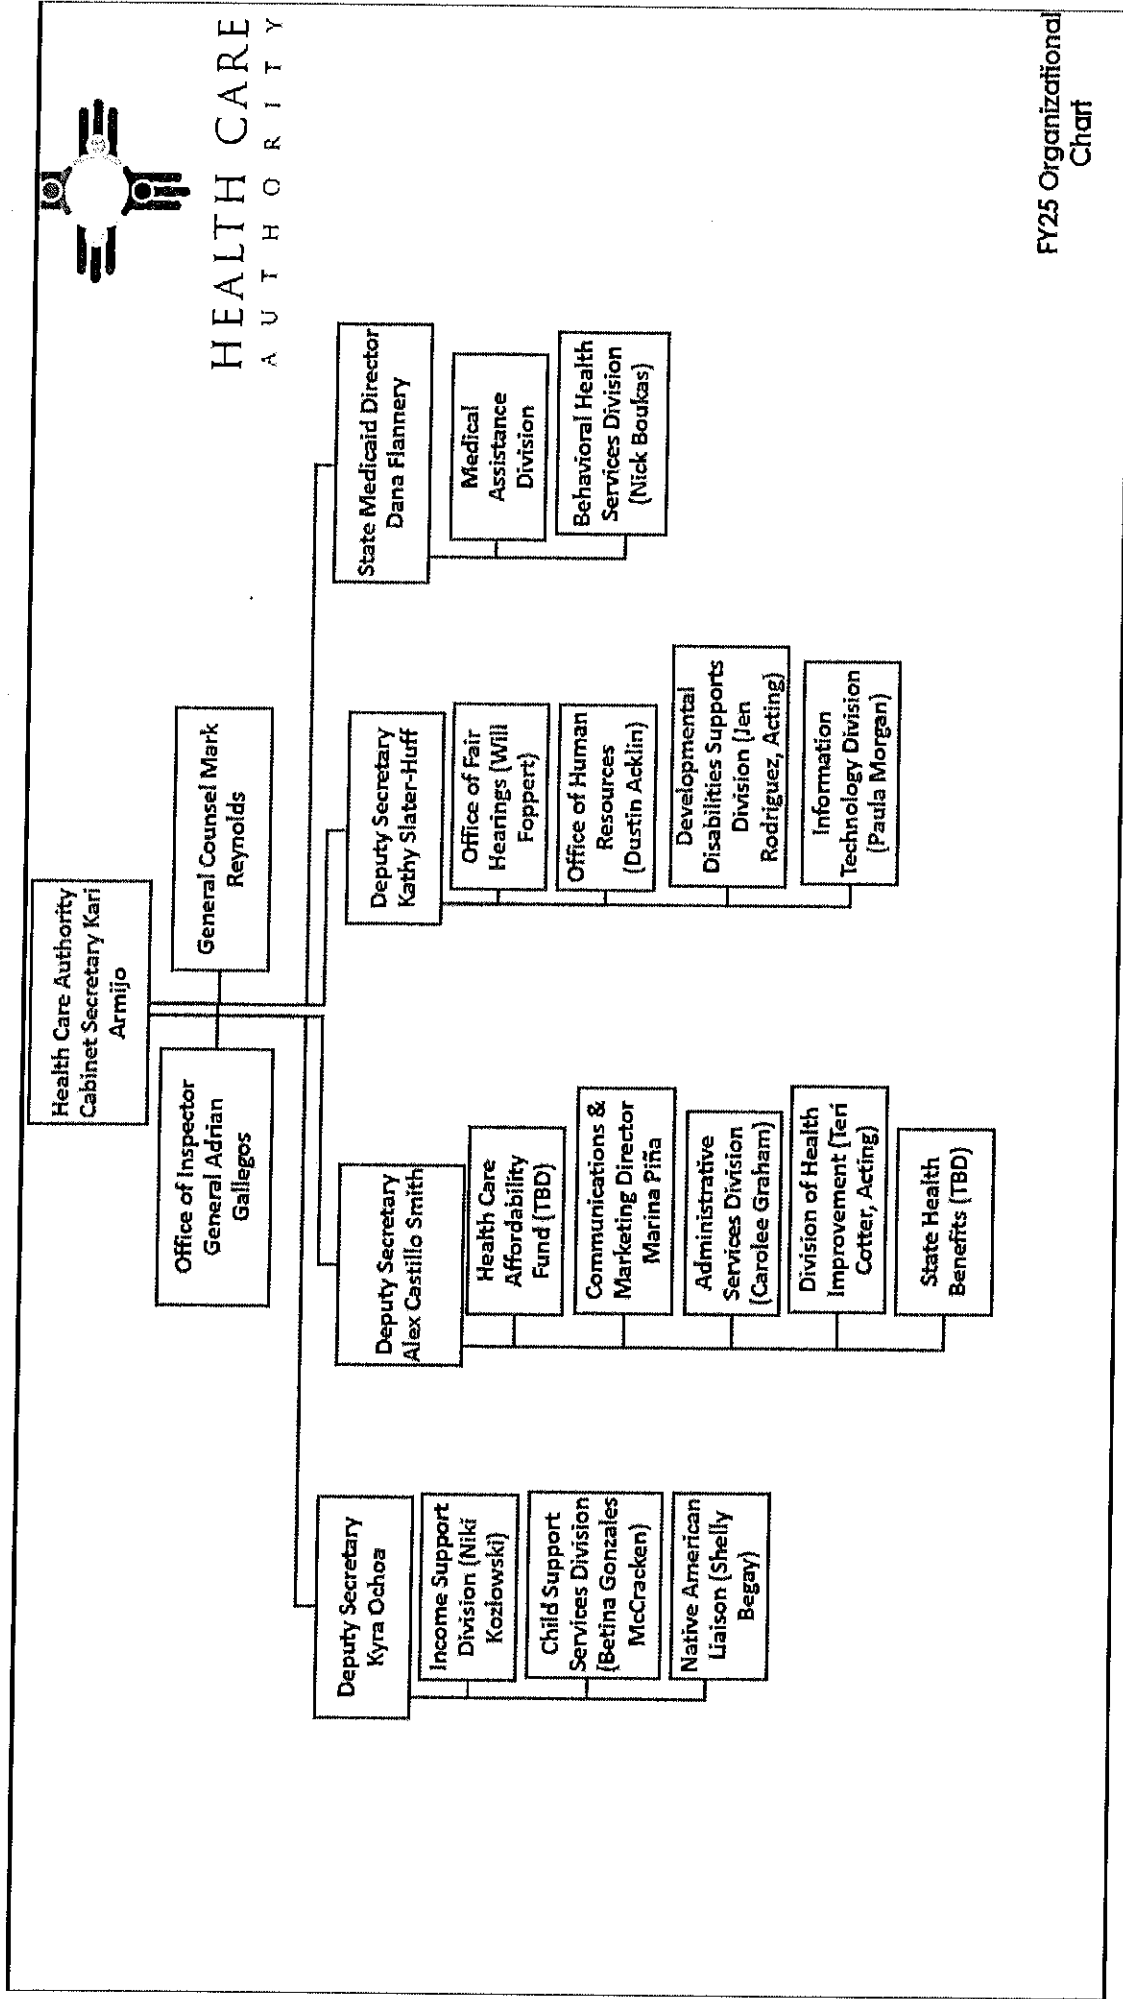 HEALTH CARE
AUTHORITY
Health Care Authority
Cabinet Secretary Kari
Armijo
Office of Inspector
General Adrian
Gallegos
General Counsel Mark
Reynolds
Deputy Secretary
Kyra Ochoa
Income Support
Division (Niki
Kozlowski)
Child Support
Services Division
(Betina Gonzales
McCracken)
Native American
Liaison (Shelly
Begay)
Deputy Secretary
Alex Castillo Smith
Health Care
Affordability
Fund (TBD)
Communications &
Marketing Director
Marina Piña
Administrative
Services Division
(Carolee Graham)
Division of Health
Improvement (Teri
Cotter, Acting)
State Health
Benefits (TBD)
Deputy Secretary
Kathy Slater-Huff
Office of Fair
Hearings (Will
Foppert)
Office of Human
Resources
(Dustin Acklin)
Developmental
Disabilities Supports
Division (Jen
Rodriguez, Acting)
Information
Technology Division
(Paula Morgan)
State Medicaid Director
Dana Flannery
Medical
Assistance
Division
Behavioral Health
Services Division
(Nick Boukas)
FY25 Organizational
Chart